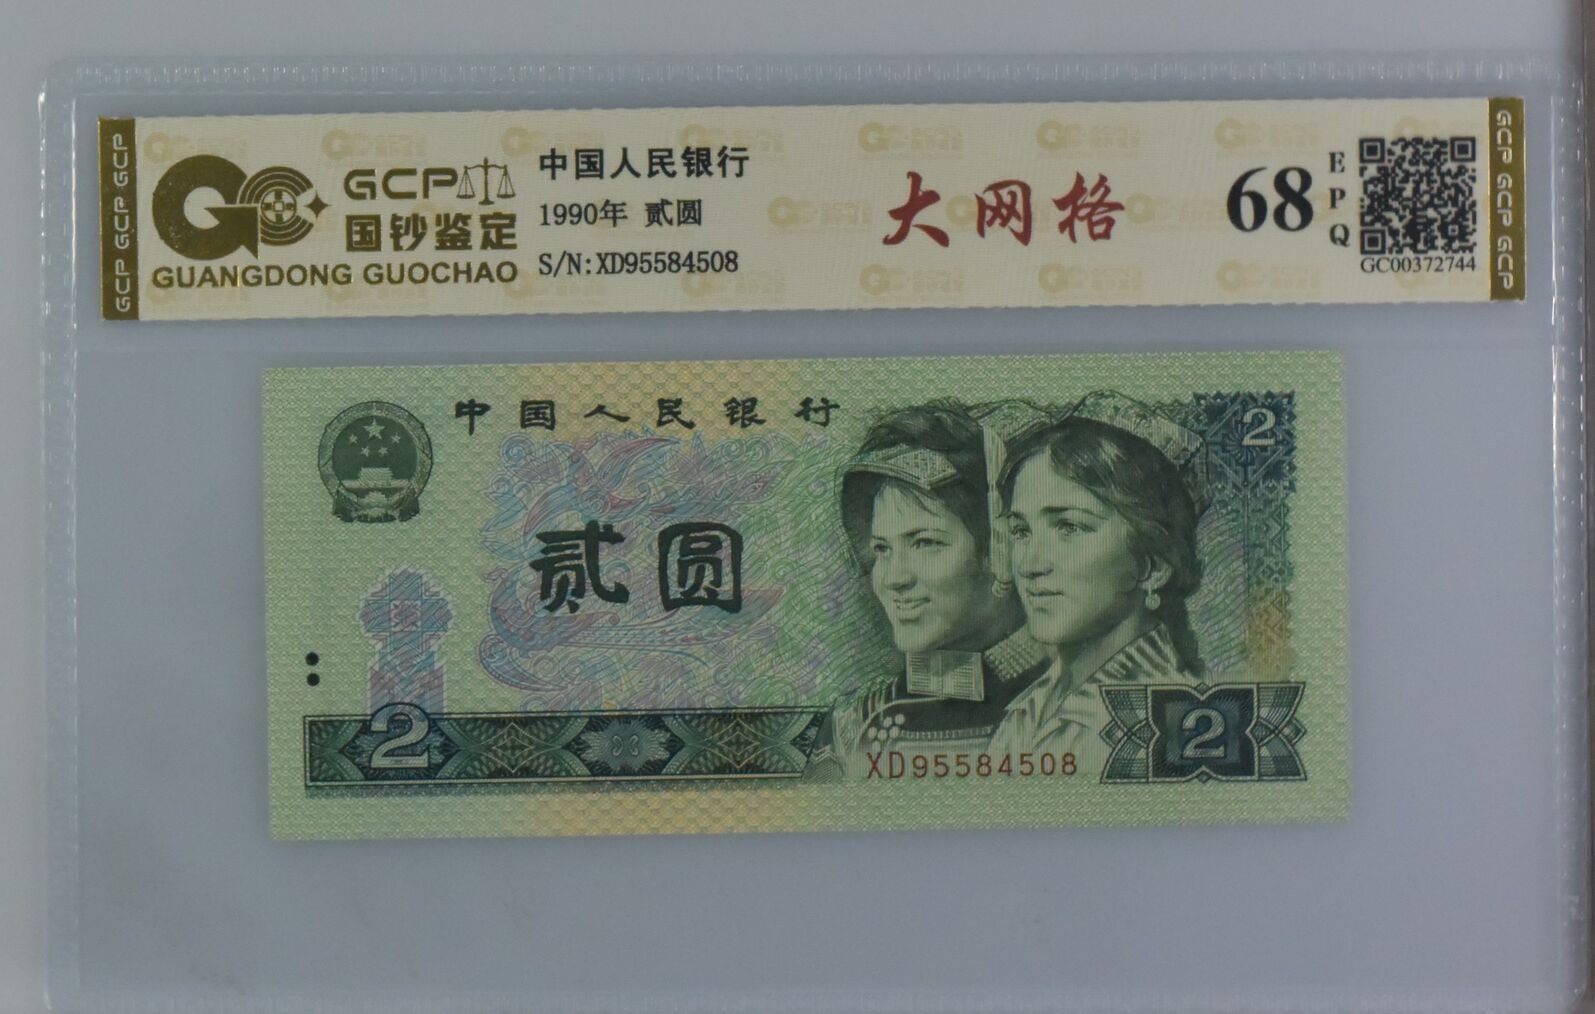 GCP GCP GCP
GCP
国钞鉴定
GUANGDONG GUOCHAO
中国人民银行
1990年 贰圆
S/N:XD95584508
大网格
68
EPQ
GC00372744
GCP GCP GCP
中国人民银行
2
贰圆
2
XD95584508
2